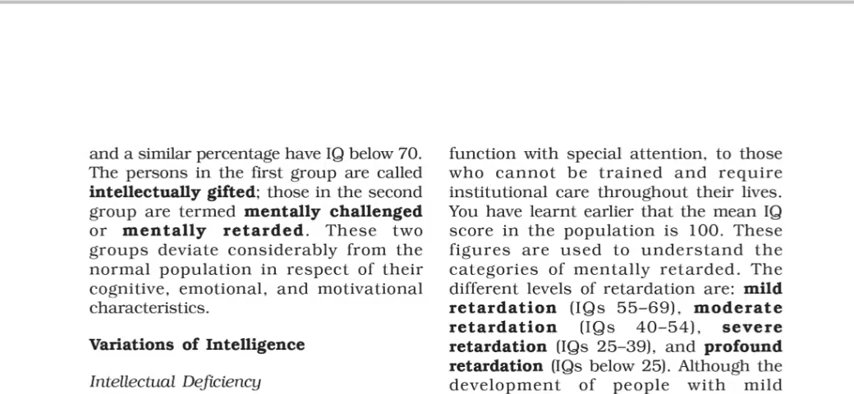 and a similar percentage have IQ below 70.
The persons in the first group are called
intellectually gifted; those in the second
group are termed mentally challenged
or mentally retarded. These two
groups deviate considerably from the
normal population in respect of their
cognitive, emotional, and motivational
characteristics.
Variations of Intelligence
Intellectual Deficiency
function with special attention, to those
who cannot be trained and require
institutional care throughout their lives.
You have learnt earlier that the mean IQ
score in the population is 100. These
figures are used to understand the
categories of mentally retarded. The
different levels of retardation are: mild
retardation (IQs 55–69), moderate
retardation (IQs 40–54), severe
retardation (IQs 25–39), and profound
retardation (IQs below 25). Although the
development of people with mild